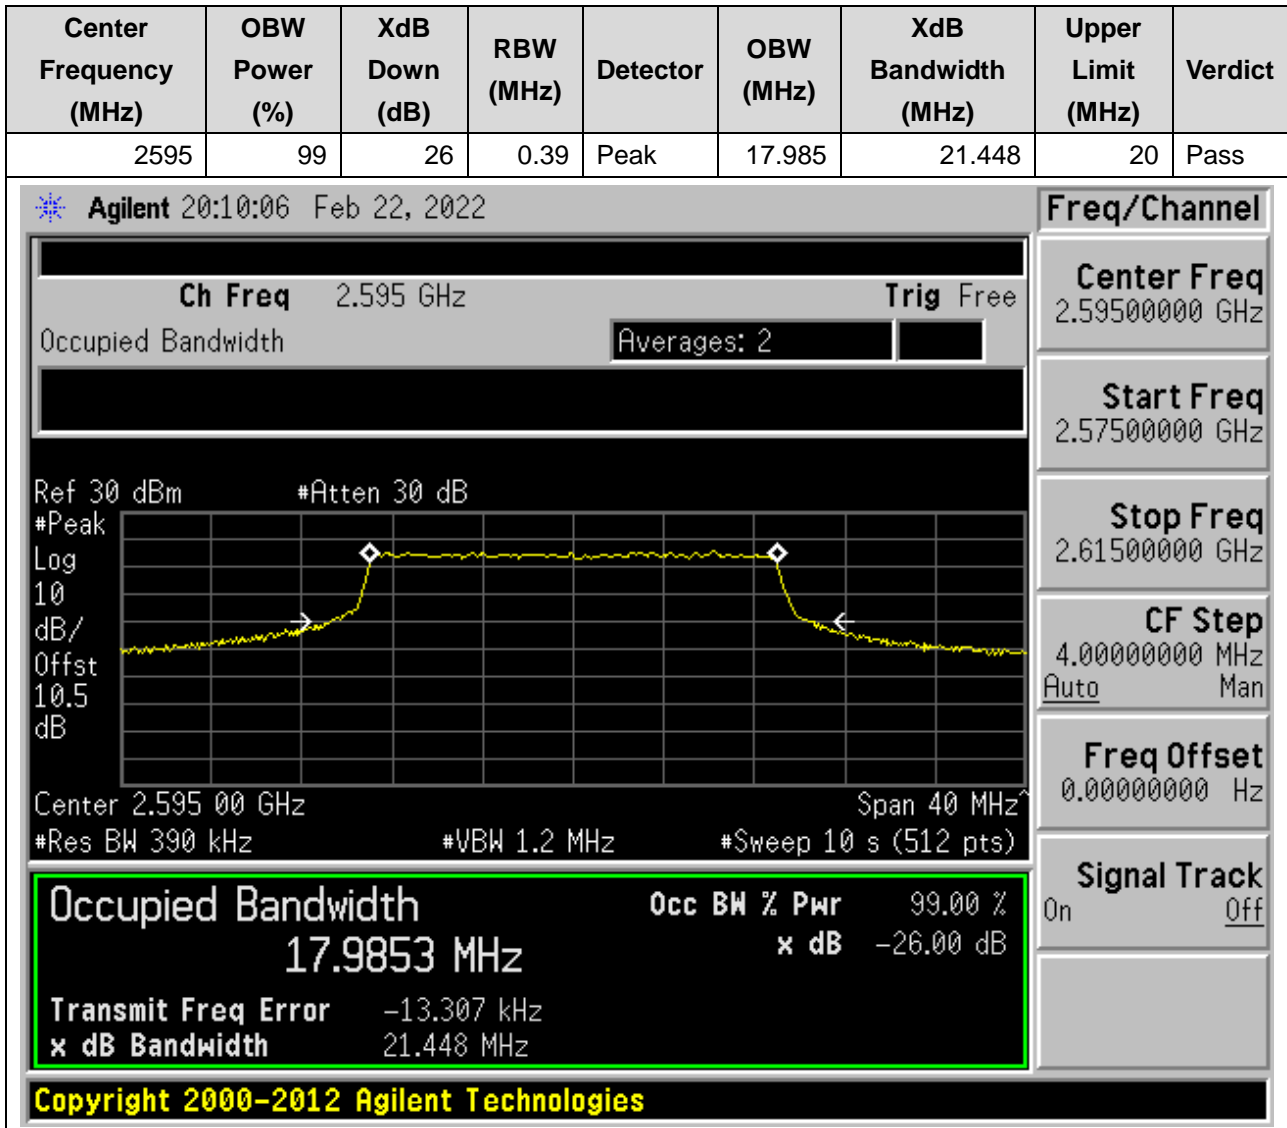 Center Frequency (MHz) OBW Power (%) XdB Down (dB) RBW (MHz) Detector OBW (MHz) XdB Bandwidth (MHz) Upper Limit (MHz) Verdict
2595 99 26 0.39 Peak 17.985 21.448 20 Pass
Agilent 20:10:06 Feb 22, 2022
Ch Freq 2.595 GHz Trig Free
Occupied Bandwidth Averages: 2
Ref 30 dBm #Atten 30 dB
#Peak
Log
10
dB/
Offst
10.5
dB
Center 2.595 00 GHz Span 40 MHz^
#Res BW 390 kHz #VBW 1.2 MHz #Sweep 10 s (512 pts)
Occupied Bandwidth Occ BW % Pwr 99.00 %
17.9853 MHz x dB -26.00 dB
Transmit Freq Error -13.307 kHz
x dB Bandwidth 21.448 MHz
Copyright 2000-2012 Agilent Technologies
Freq/Channel
Center Freq
2.59500000 GHz
Start Freq
2.57500000 GHz
Stop Freq
2.61500000 GHz
CF Step
4.00000000 MHz
Auto Man
Freq Offset
0.00000000 Hz
Signal Track
On Off